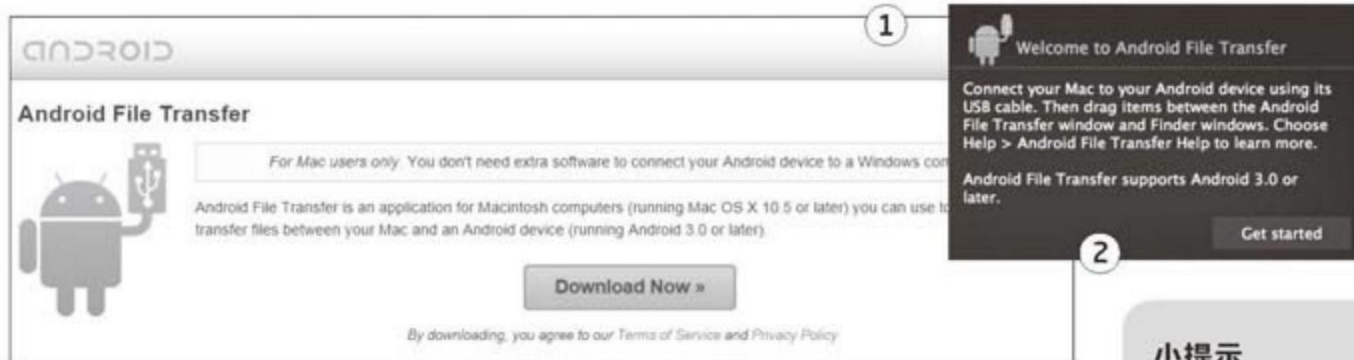 ANDROID
1
Android File Transfer
For Mac users only. You don't need extra software to connect your Android device to a Windows
Android File Transfer is an application for Macintosh computers (running Mac OS X 10.5 or later) you can use to
transfer files between your Mac and an Android device (running Android 3.0 or later)
Download Now »
By downloading, you agree to our Terms of Service and Privacy Policy
Welcome to Android File Transfer
Connect your Mac to your Android device using its
USB cable. Then drag items between the Android
File Transfer window and Finder windows. Choose
Help > Android File Transfer Help to learn more.
Android File Transfer supports Android 3.0 or
later.
Get started
2
小提示